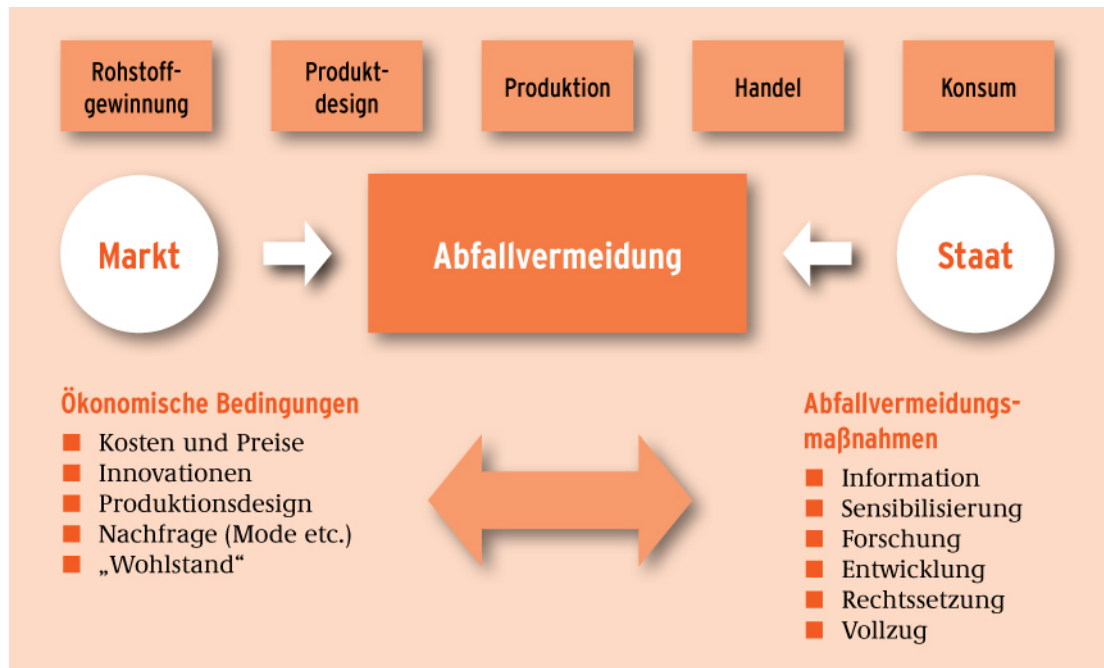 Rohstoff-
gewinnung
Produkt-
design
Produktion
Handel
Konsum
Markt
Abfallvermeidung
Staat
Ökonomische Bedingungen
Kosten und Preise
Innovationen
Produktionsdesign
Nachfrage (Mode etc.)
„Wohlstand“
Abfallvermeidungs-
maßnahmen
Information
Sensibilisierung
Forschung
Entwicklung
Rechtssetzung
Vollzug